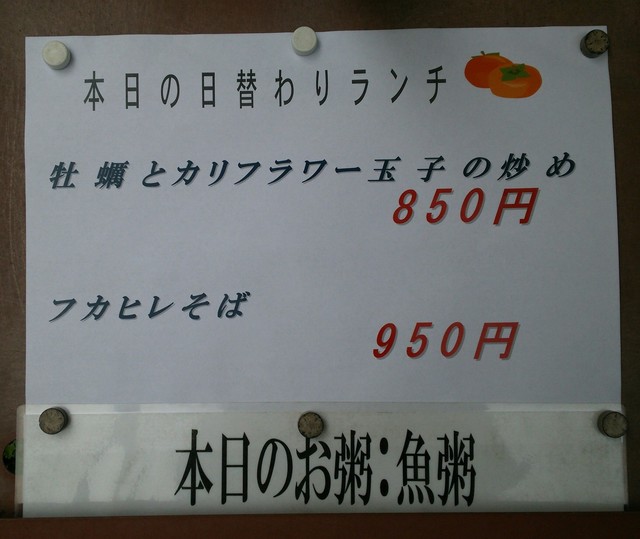 本日の日替わりランチ
牡蠣とカリフラワー玉子の炒め
850円
フカヒレそば
950円
本日のお粥:魚粥